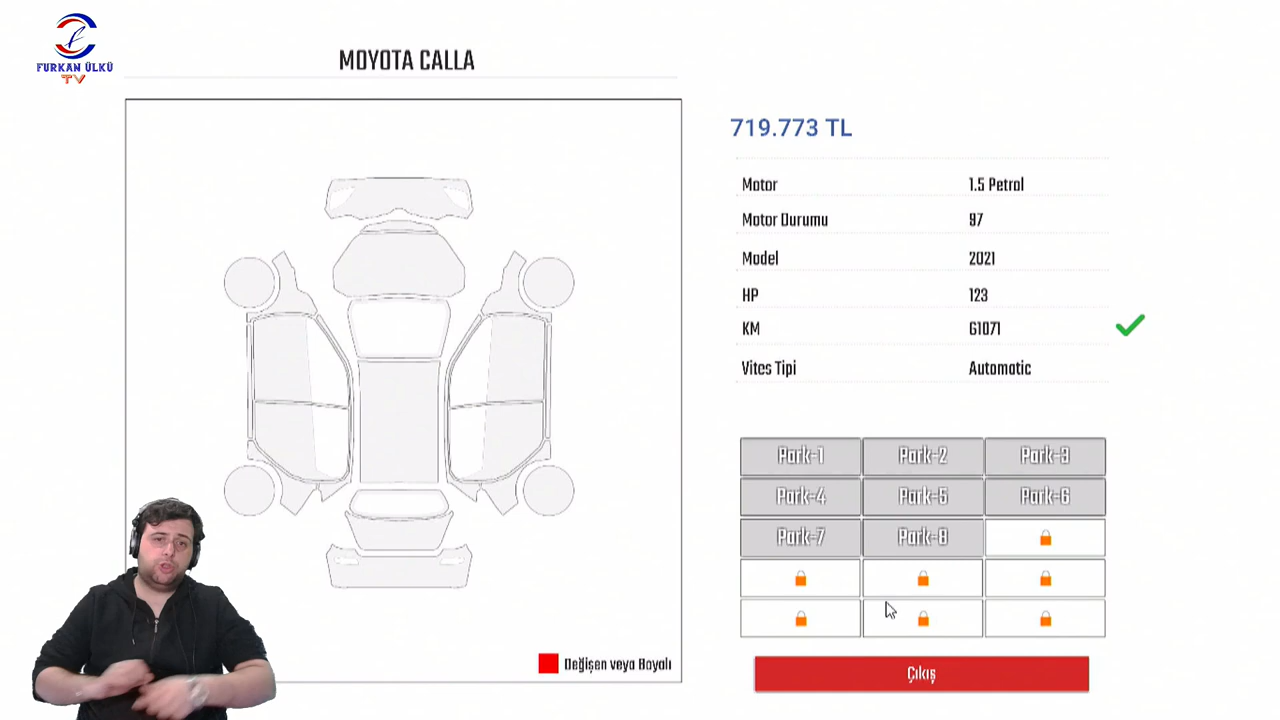 FURKAN ÜLKÜ
TV
MOYOTA CALLA
719.773 TL
Motor 1.5 Petrol
Motor Durumu 97
Model 2021
HP 123
KM 61071
Vites Tipi Automatic
Park-1 Park-2 Park-3
Park-4 Park-5 Park-6
Park-7 Park-8
Değişen veya Boyalı
Çıkış